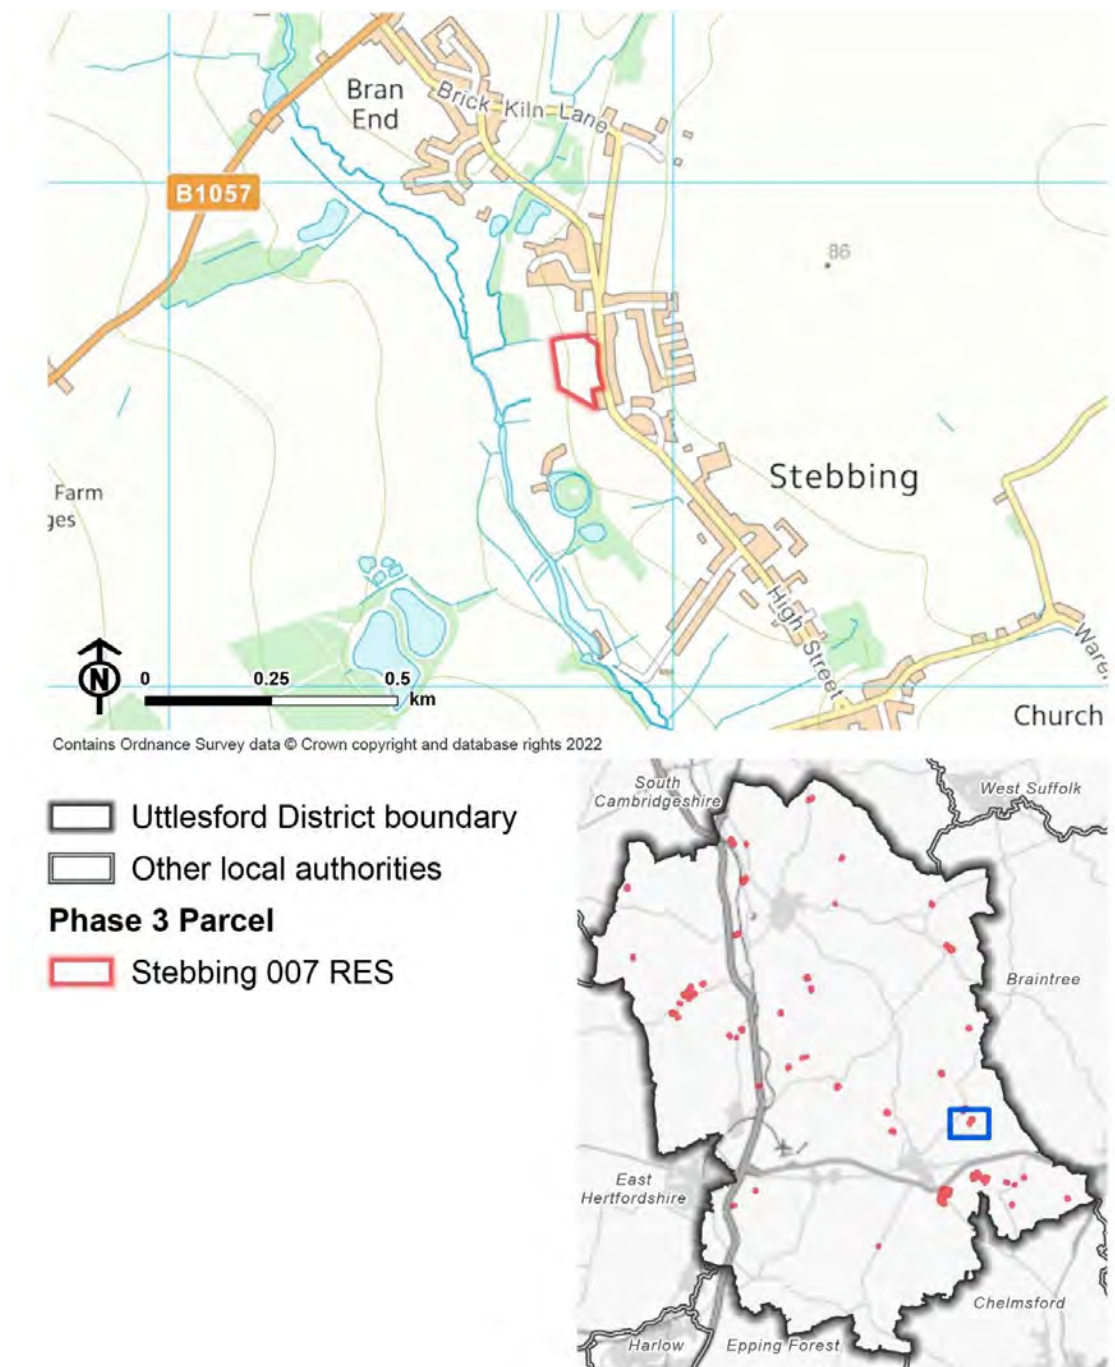 Bran
End
Brick Kiln Lane
B1057
86
Stebbing
Farm
ges
High Street
Church
N
0
0.25
0.5
km
Contains Ordnance Survey data © Crown copyright and database rights 2022
Uttlesford District boundary
Other local authorities
Phase 3 Parcel
Stebbing 007 RES
South
Cambridgeshire
West Suffolk
Braintree
East
Hertfordshire
Chelmsford
Harlow
Epping Forest